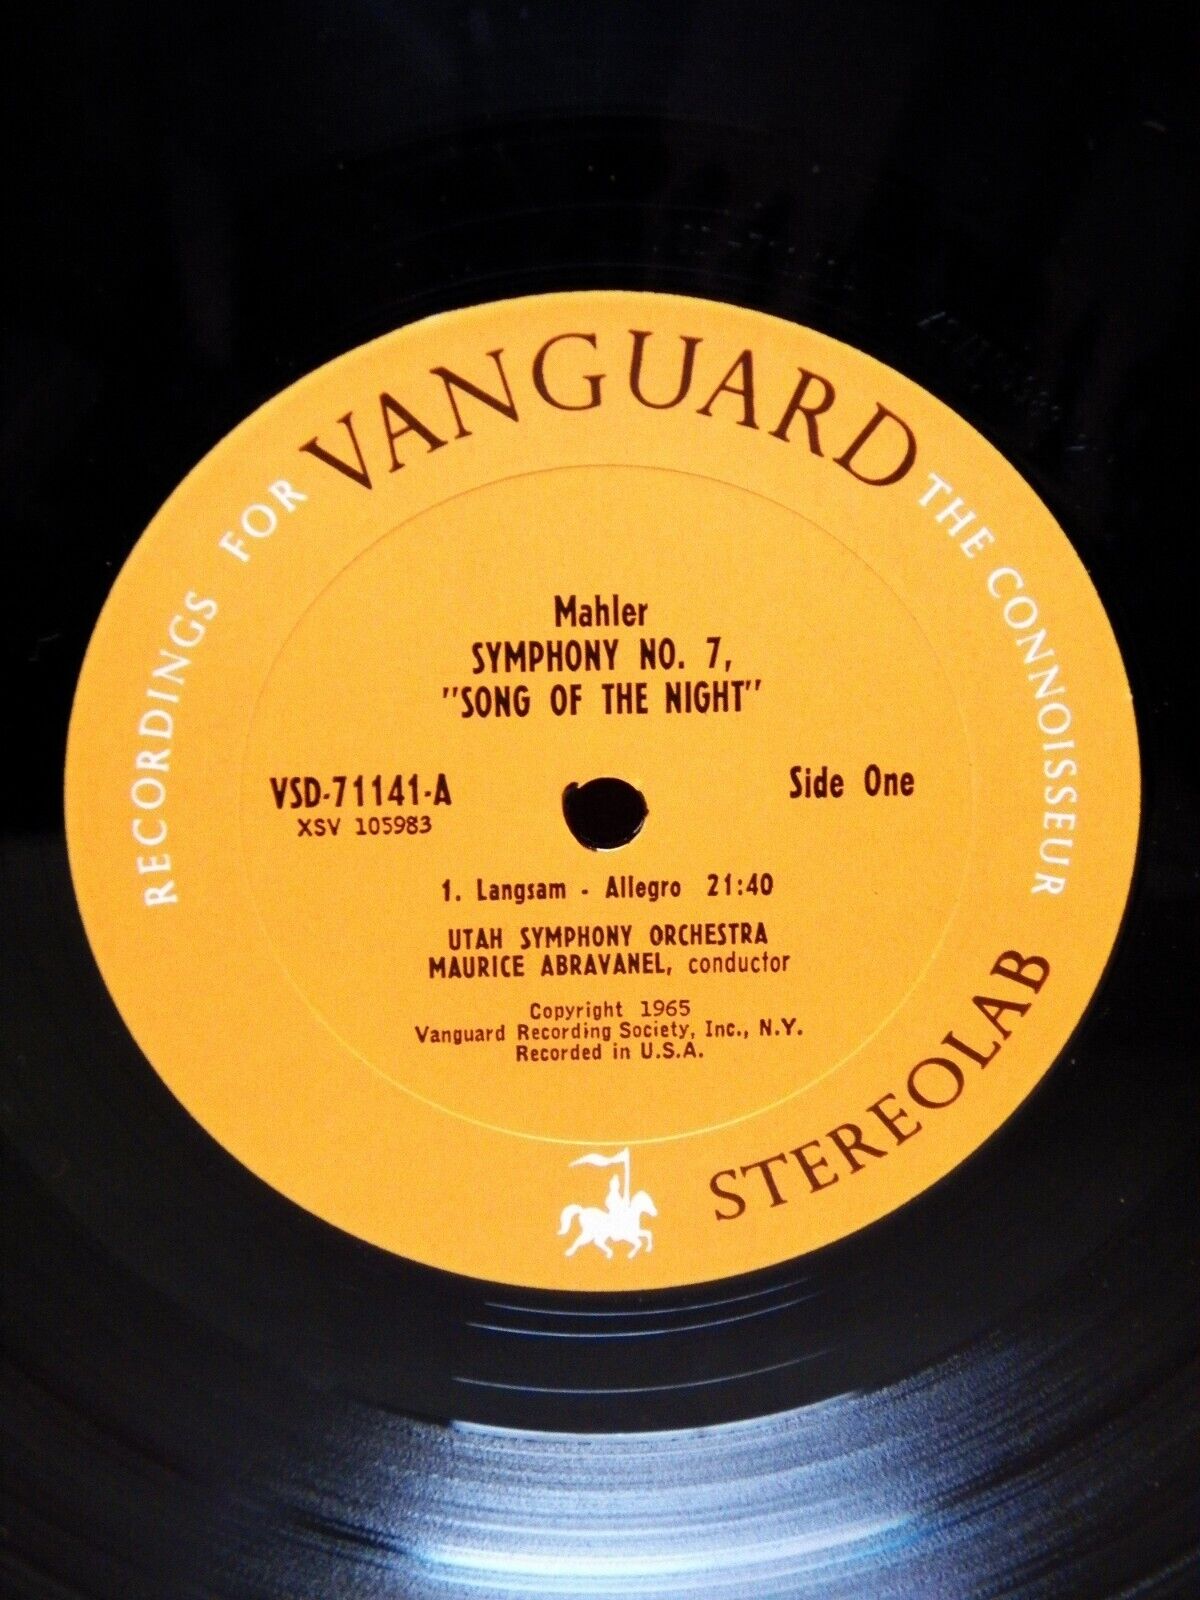 RECORDINGS FOR VANGUARD THE CONNOISSEUR
Mahler
SYMPHONY NO. 7,
"SONG OF THE NIGHT"
VSD-71141-A
Side One
XSV 105983
1. Langsam - Allegro 21:40
UTAH SYMPHONY ORCHESTRA
MAURICE ABRAVANEL, conductor
Copyright 1965
Vanguard Recording Society, Inc., N.Y.
Recorded in U.S.A.
STEREOLAB